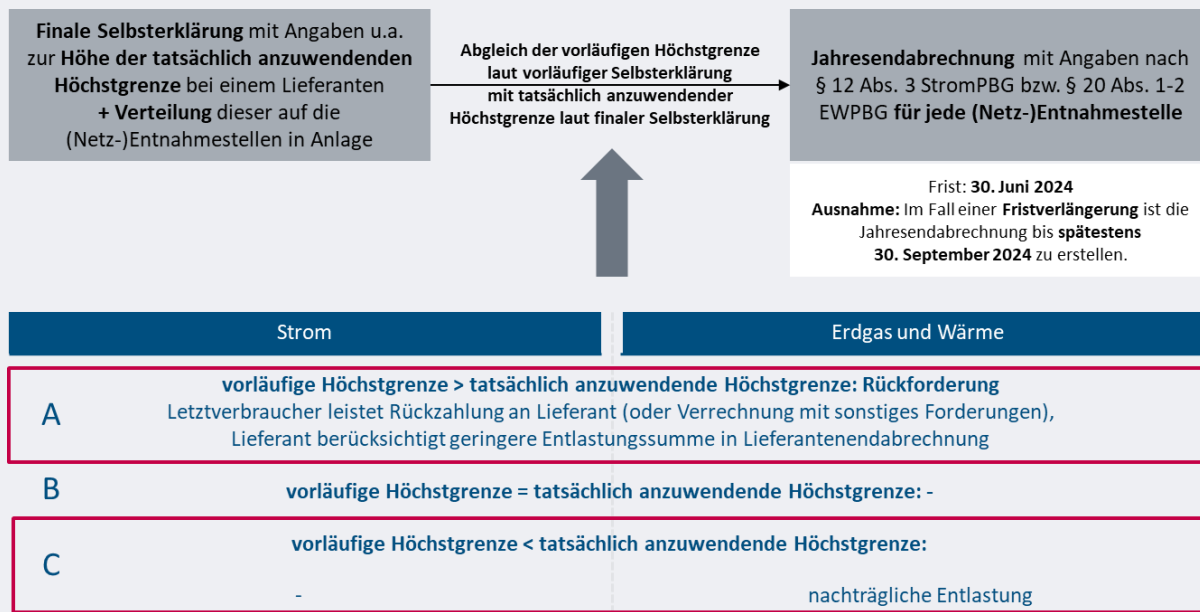 Finale Selbsterklärung mit Angaben u.a.
zur Höhe der tatsächlich anzuwendenden
Höchstgrenze bei einem Lieferanten
+ Verteilung dieser auf die
(Netz-)Entnahmestellen in Anlage
Abgleich der vorläufigen Höchstgrenze
laut vorläufiger Selbsterklärung
mit tatsächlich anzuwendender
Höchstgrenze laut finaler Selbsterklärung
Jahresendabrechnung mit Angaben nach
§ 12 Abs. 3 StromPBG bzw. § 20 Abs. 1-2
EWPBG für jede (Netz-)Entnahmestelle
Frist: 30. Juni 2024
Ausnahme: Im Fall einer Fristverlängerung ist die
Jahresendabrechnung bis spätestens
30. September 2024 zu erstellen.
Strom
Erdgas und Wärme
A
vorläufige Höchstgrenze > tatsächlich anzuwendende Höchstgrenze: Rückforderung
Letztverbraucher leistet Rückzahlung an Lieferant (oder Verrechnung mit sonstiges Forderungen),
Lieferant berücksichtigt geringere Entlastungssumme in Lieferantenendabrechnung
B
vorläufige Höchstgrenze = tatsächlich anzuwendende Höchstgrenze: -
C
vorläufige Höchstgrenze < tatsächlich anzuwendende Höchstgrenze:
-
nachträgliche Entlastung